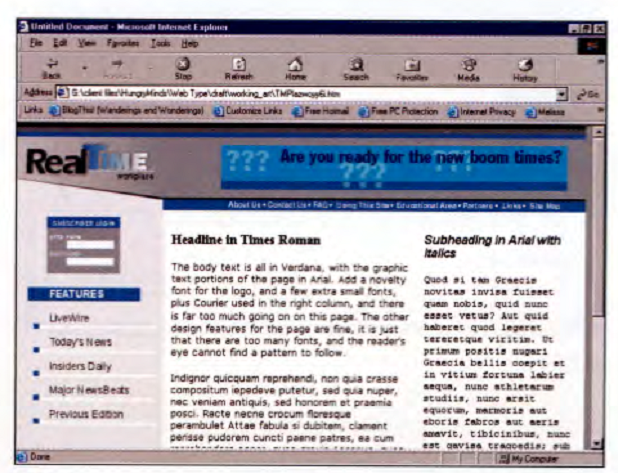 Untitled Document - Microsoft Internet Explorer
File Edit View Favorites Tools Help
Back Forward Stop Refresh Home Search Favorites Media History
Address G:\client files\HungryMinds\Web Type\draft\working_art\ Go
Links BlogThis! (Wanderings and Wonderings) Customize Links Free Hotmail Free PC Protection Internet Privacy Melissa
RealTIME
workplace
??? Are you ready for the new boom times?
About Us • Contact Us • FAQ • Using This Site • Educational Area • Partners • Links • Site Map
SUBSCRIBER LOGIN
FEATURES
LiveWire
Today's News
Insiders Daily
Major NewsBeats
Previous Edition
Headline in Times Roman
The body text is all in Verdana, with the graphic
text portions of the page in Arial. Add a novelty
font for the logo, and a few extra small fonts,
plus Courier used in the right column, and there
is far too much going on on this page. The other
design features for the page are fine, it is just
that there are too many fonts, and the reader's
eye cannot find a pattern to follow.
Indignor quicquam reprehendi, non quia crasse
compositum iepedeve putetur, sed quia nuper,
nec veniam antiquis, sed honorem et praemia
posci. Racte necne crocum floresque
perambulet Attae fabula si dubitem, clament
periisse pudorem cuncti paene patres, ea cum
Subheading in Arial with
italics
Quod si tam Graecis
novitas invisa fuisset
quam nobis, quid nunc
esset vetus? Aut quid
haberet quod legeret
tereretque viritim. Ut
primum positis nugari
Graecia bellis coepit et
in vitium fortuna labier
aequa, nunc athletarum
studiis, nunc arsit
equorum, marmoris aut
eboris fabros aut aeris
amavit, tibicinibus, nunc
est gavisa tragoedis; sub
Done My Computer